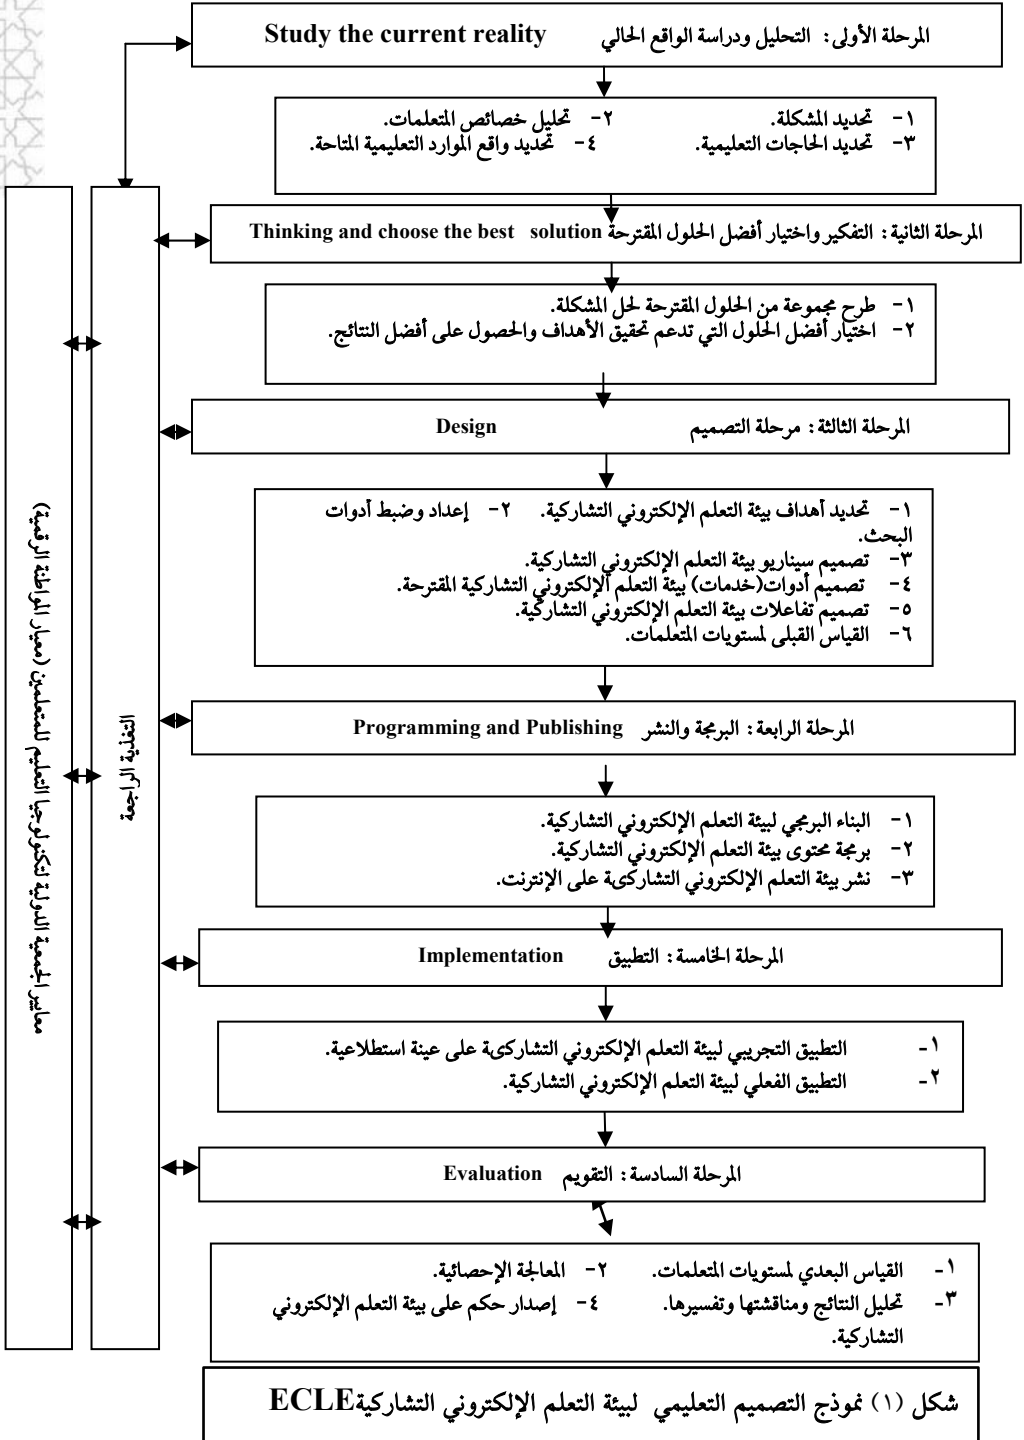 المرحلة الأولى: التحليل ودراسة الواقع الحالي Study the current reality
١- تحديد المشكلة. ٢- تحليل خصائص المتعلمات.
٣- تحديد الحاجات التعليمية. ٤- تحديد واقع الموارد التعليمية المتاحة.
المرحلة الثانية: التفكير واختيار أفضل الحلول المقترحة Thinking and choose the best solution
١- طرح مجموعة من الحلول المقترحة لحل المشكلة.
٢- اختيار أفضل الحلول التي تدعم تحقيق الأهداف والحصول على أفضل النتائج.
المرحلة الثالثة: مرحلة التصميم Design
١- تحديد أهداف بيئة التعلم الإلكتروني التشاركية. ٢- إعداد وضبط أدوات
البحث.
٣- تصميم سيناريو بيئة التعلم الإلكتروني التشاركية.
٤- تصميم أدوات(خدمات) بيئة التعلم الإلكتروني التشاركية المقترحة.
٥- تصميم تفاعلات بيئة التعلم الإلكتروني التشاركية.
٦- القياس القبلى لمستويات المتعلمات.
المرحلة الرابعة: البرمجة والنشر Programming and Publishing
١- البناء البرمجي لبيئة التعلم الإلكتروني التشاركية.
٢- برمجة محتوى بيئة التعلم الإلكتروني التشاركية.
٣- نشر بيئة التعلم الإلكتروني التشاركىة على الإنترنت.
المرحلة الخامسة: التطبيق Implementation
١- التطبيق التجريبي لبيئة التعلم الإلكتروني التشاركىة على عينة استطلاعية.
٢- التطبيق الفعلي لبيئة التعلم الإلكتروني التشاركية.
المرحلة السادسة: التقويم Evaluation
١- القياس البعدي لمستويات المتعلمات. ٢- المعالجة الإحصائية.
٣- تحليل النتائج ومناقشتها وتفسيرها. ٤- إصدار حكم على بيئة التعلم الإلكتروني
التشاركية.
التغذية الراجعة
معايير الجمعية الدولية لتكنولوجيا التعليم للمتعلمين (معيار المواطنة الرقمية)
شكل (١) نموذج التصميم التعليمي لبيئة التعلم الإلكتروني التشاركيةECLE